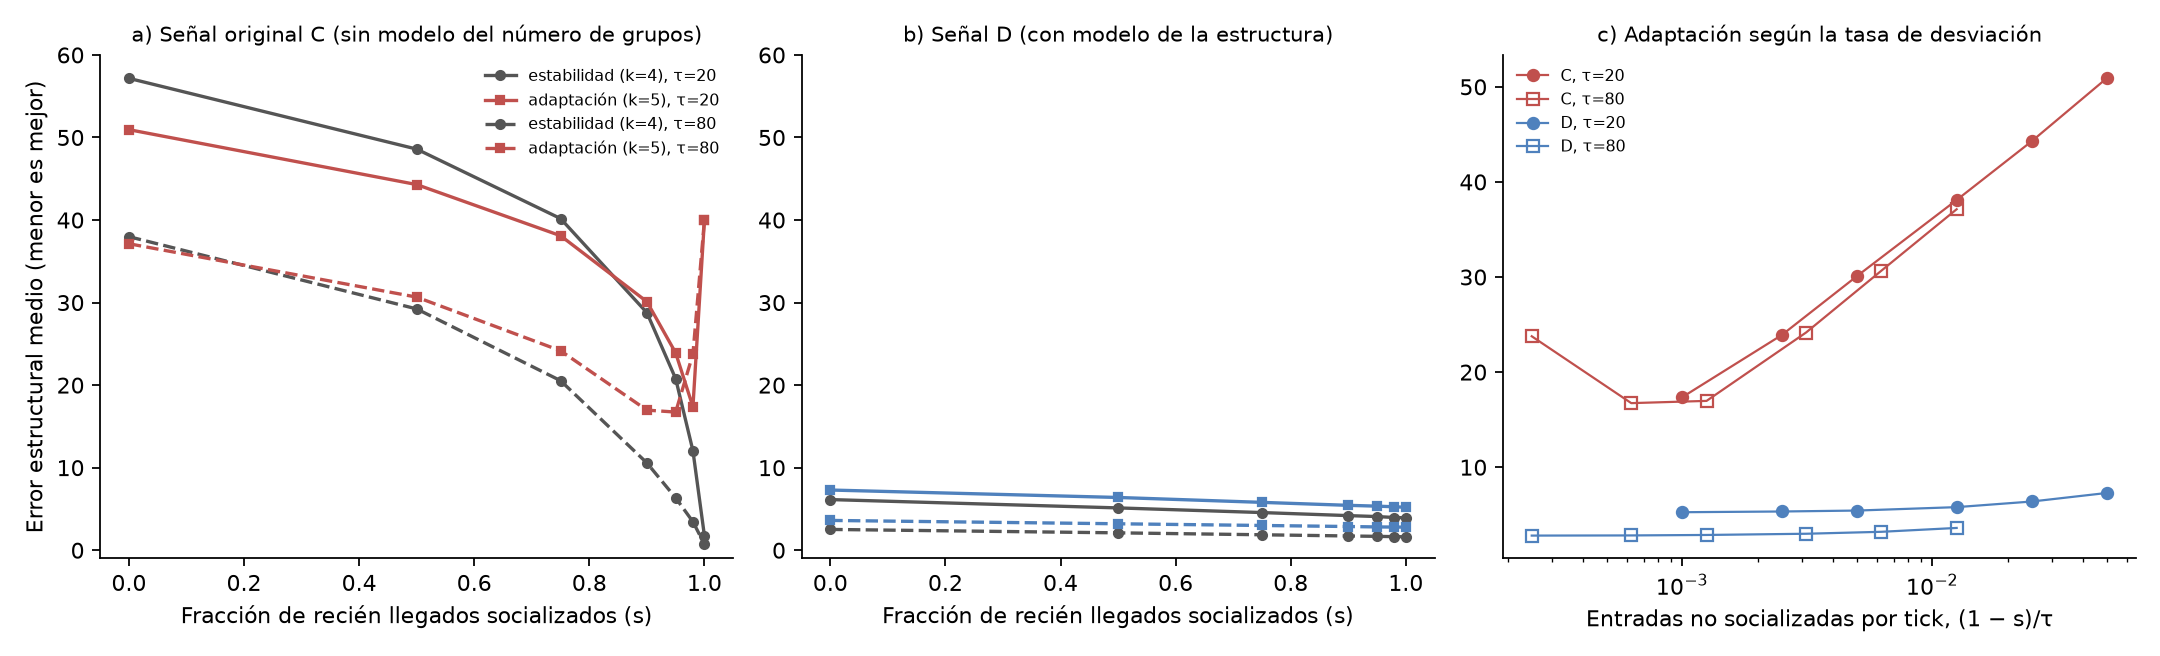 a) Señal original C (sin modelo del número de grupos)
Error estructural medio (menor es mejor)
60
50
40
30
20
10
0
estabilidad (k=4), τ=20
adaptación (k=5), τ=20
estabilidad (k=4), τ=80
adaptación (k=5), τ=80
0.0 0.2 0.4 0.6 0.8 1.0
Fracción de recién llegados socializados (s)
b) Señal D (con modelo de la estructura)
60
50
40
30
20
10
0
0.0 0.2 0.4 0.6 0.8 1.0
Fracción de recién llegados socializados (s)
c) Adaptación según la tasa de desviación
50
40
30
20
10
C, τ=20
C, τ=80
D, τ=20
D, τ=80
10⁻³ 10⁻²
Entradas no socializadas por tick, (1 − s)/τ